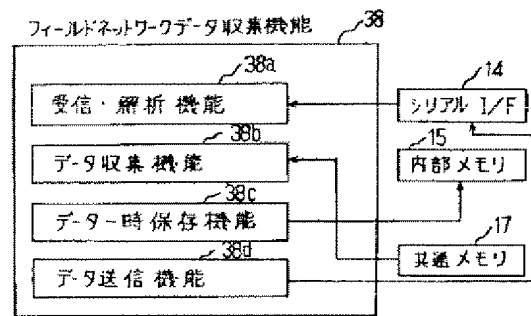 フィールドネットワークデータ収集機能
38
38a
受信・解析機能
38b
データ収集機能
38c
データ一時保存機能
38d
データ送信機能
14
シリアル I/F
15
内部メモリ
17
共通メモリ